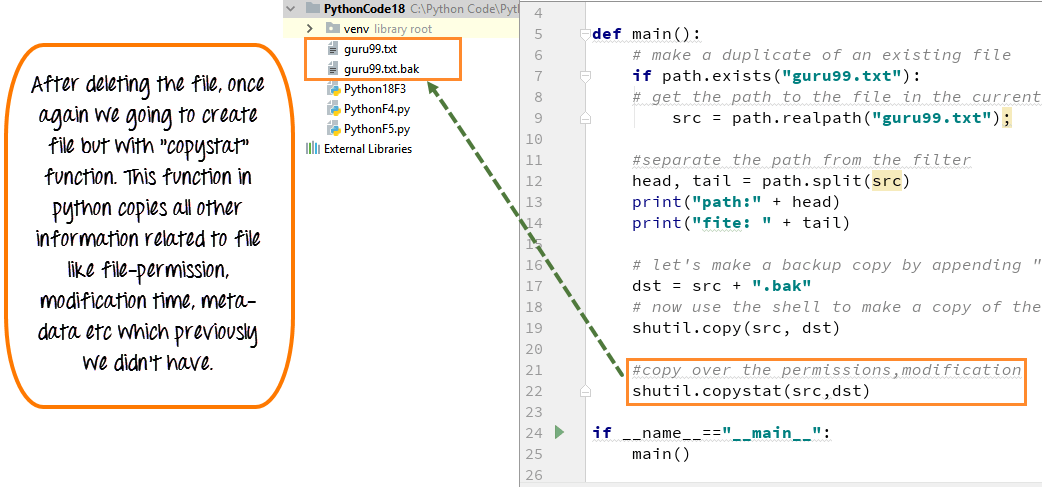 After deleting the file, once
again we going to create
file but with "copystat"
function. This function in
python copies all other
information related to file
like file-permission,
modification time, meta-
data etc which previously
we didn't have.
PythonCode18 C:\Python Code\Pyth
venv library root
guru99.txt
guru99.txt.bak
Python18F3
PythonF4.py
PythonF5.py
External Libraries
4
5 def main():
6 # make a duplicate of an existing file
7 if path.exists("guru99.txt"):
8 # get the path to the file in the current
9 src = path.realpath("guru99.txt");
10
11 #separate the path from the filter
12 head, tail = path.split(src)
13 print("path:" + head)
14 print("fite: " + tail)
15
16 # let's make a backup copy by appending "
17 dst = src + ".bak"
18 # now use the shell to make a copy of the
19 shutil.copy(src, dst)
20
21 #copy over the permissions,modification
22 shutil.copystat(src,dst)
23
24 if __name__=="__main__":
25 main()
26